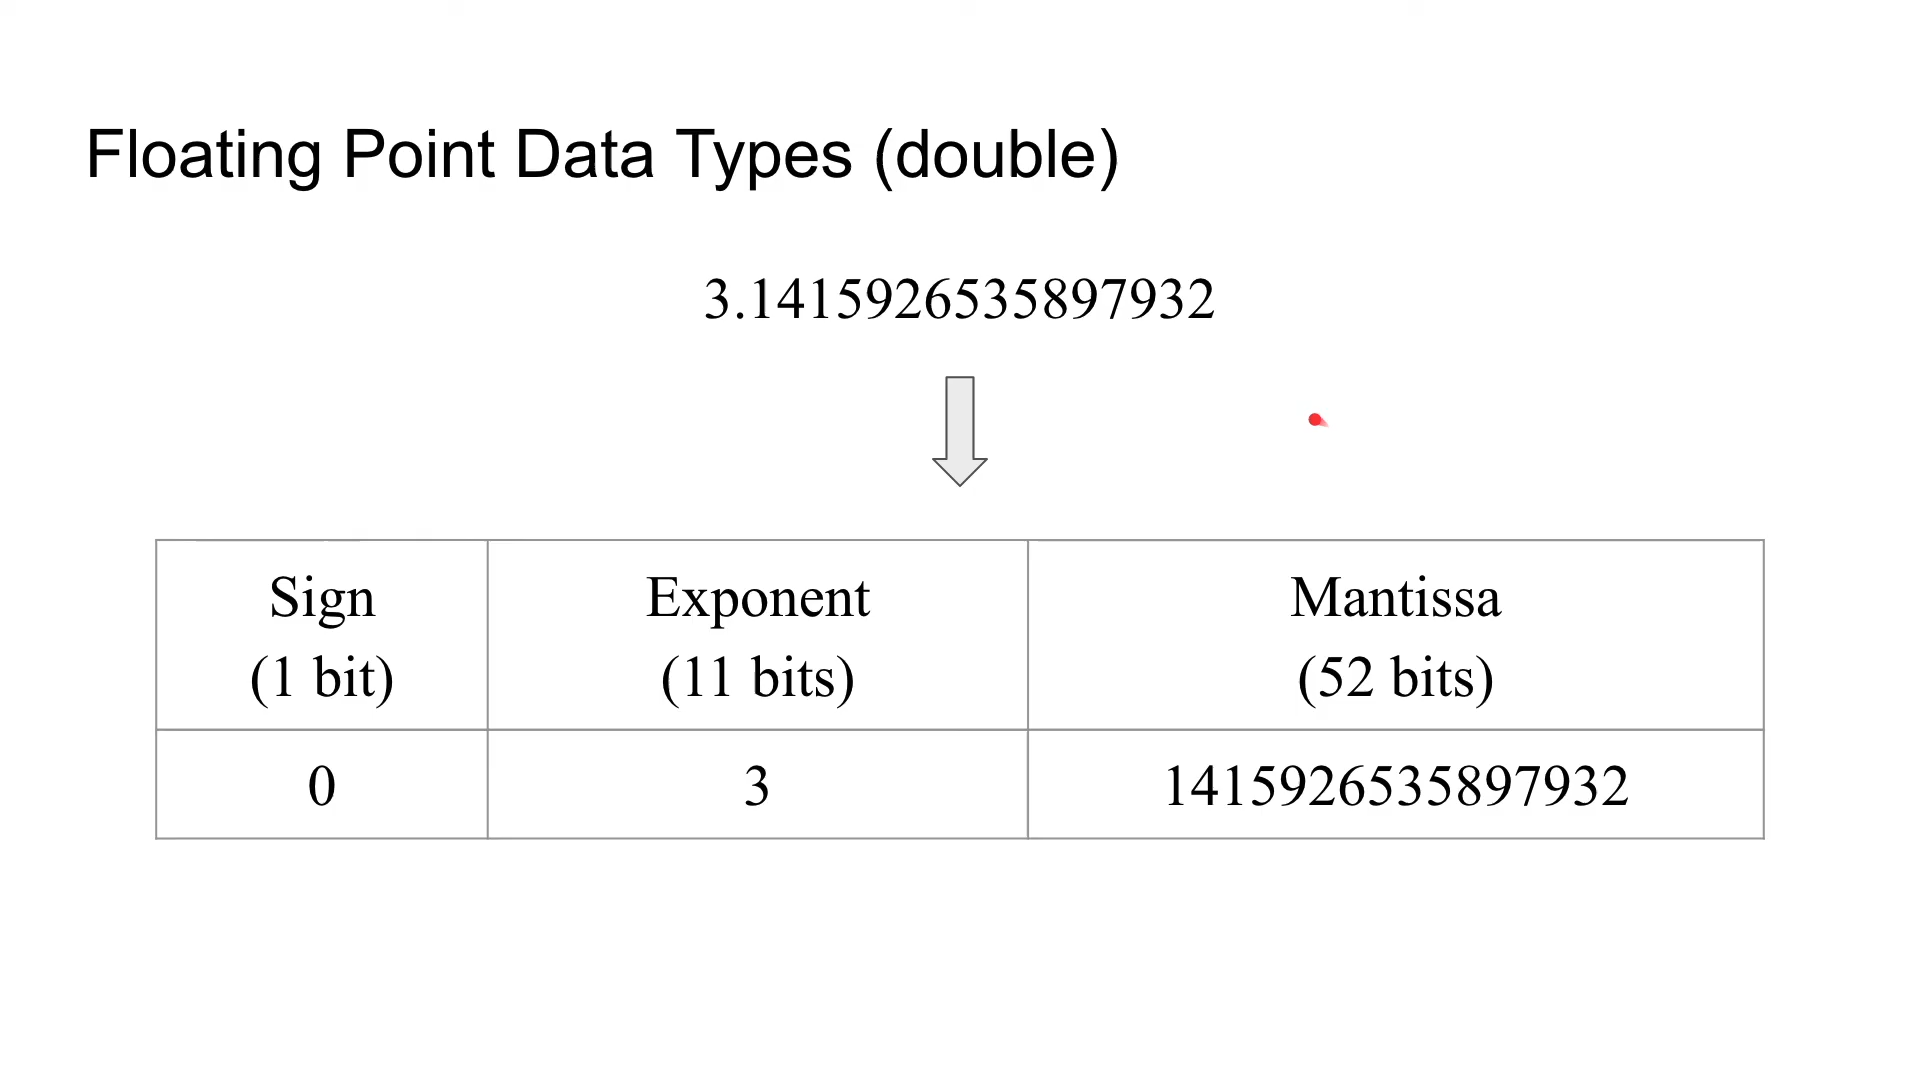 Floating Point Data Types (double)
3.1415926535897932
Sign
(1 bit)
Exponent
(11 bits)
Mantissa
(52 bits)
0
3
1415926535897932